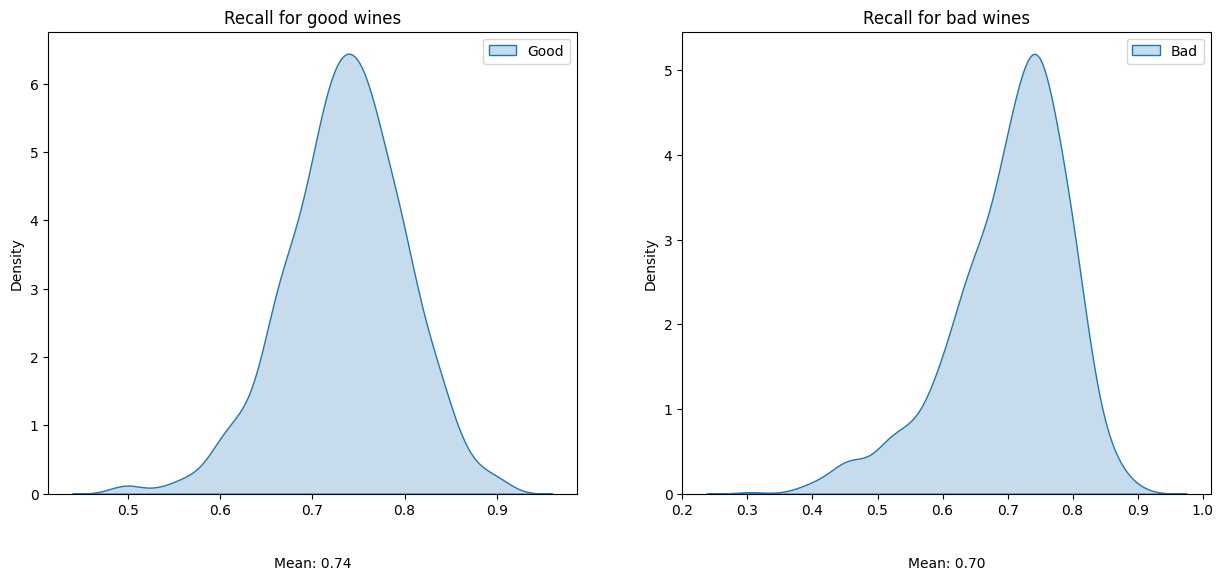 Recall for good wines
Good
Density
6
5
4
3
2
1
0
0.5 0.6 0.7 0.8 0.9
Mean: 0.74
Recall for bad wines
Bad
Density
5
4
3
2
1
0
0.2 0.3 0.4 0.5 0.6 0.7 0.8 0.9 1.0
Mean: 0.70